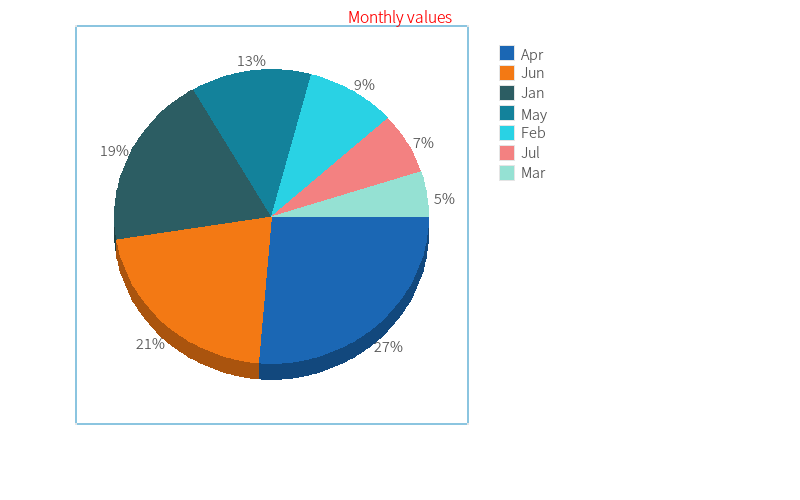 Monthly values
13%
9%
19%
7%
5%
21%
27%
Apr
Jun
Jan
May
Feb
Jul
Mar